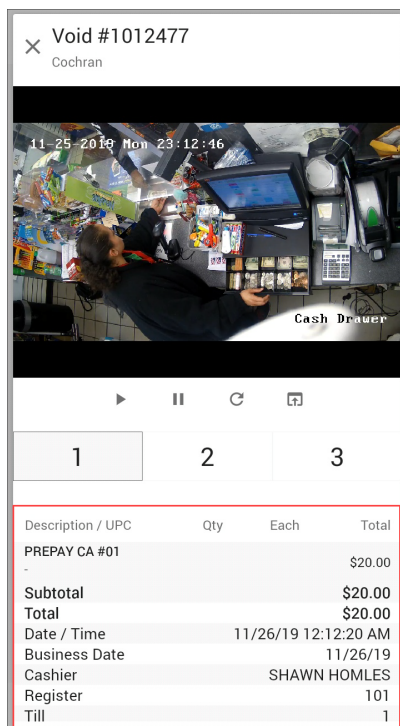 Void #1012477
Cochran
11-25-2019 Mon 23:12:46
Cash Drawer
1 2 3
Description / UPC Qty Each Total
PREPAY CA #01 $20.00
-
Subtotal $20.00
Total $20.00
Date / Time 11/26/19 12:12:20 AM
Business Date 11/26/19
Cashier SHAWN HOMLES
Register 101
Till 1